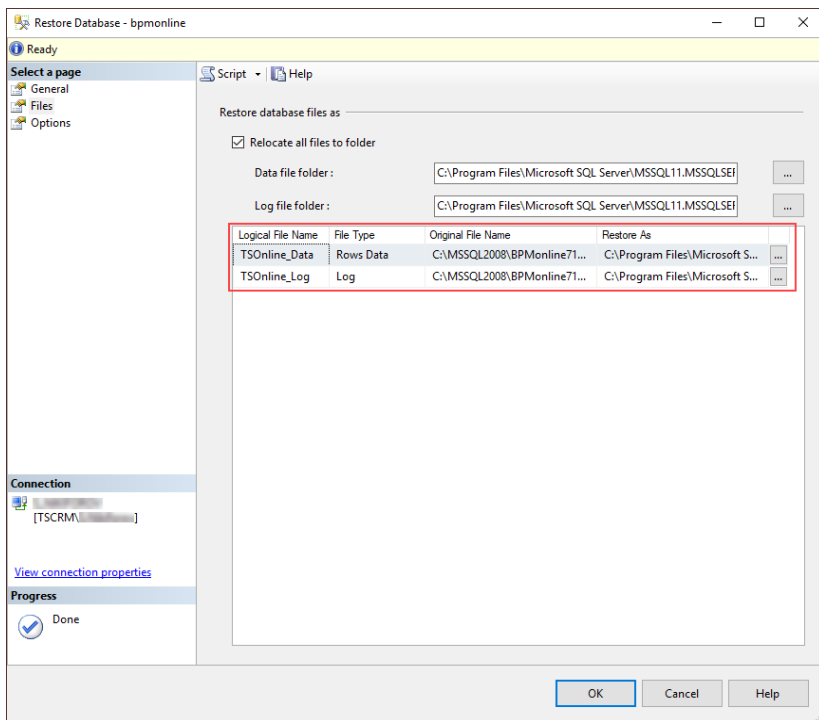 Restore Database - bpmonline
Ready
Select a page
General
Files
Options
Script Help
Restore database files as
Relocate all files to folder
Data file folder : C:\Program Files\Microsoft SQL Server\MSSQL11.MSSQLSEF ...
Log file folder : C:\Program Files\Microsoft SQL Server\MSSQL11.MSSQLSEF ...
Logical File Name File Type Original File Name Restore As
TSOnline_Data Rows Data C:\MSSQL2008\BPMonline71... C:\Program Files\Microsoft S... ...
TSOnline_Log Log C:\MSSQL2008\BPMonline71... C:\Program Files\Microsoft S... ...
Connection
[TSCRM\ ]
View connection properties
Progress
Done
OK Cancel Help